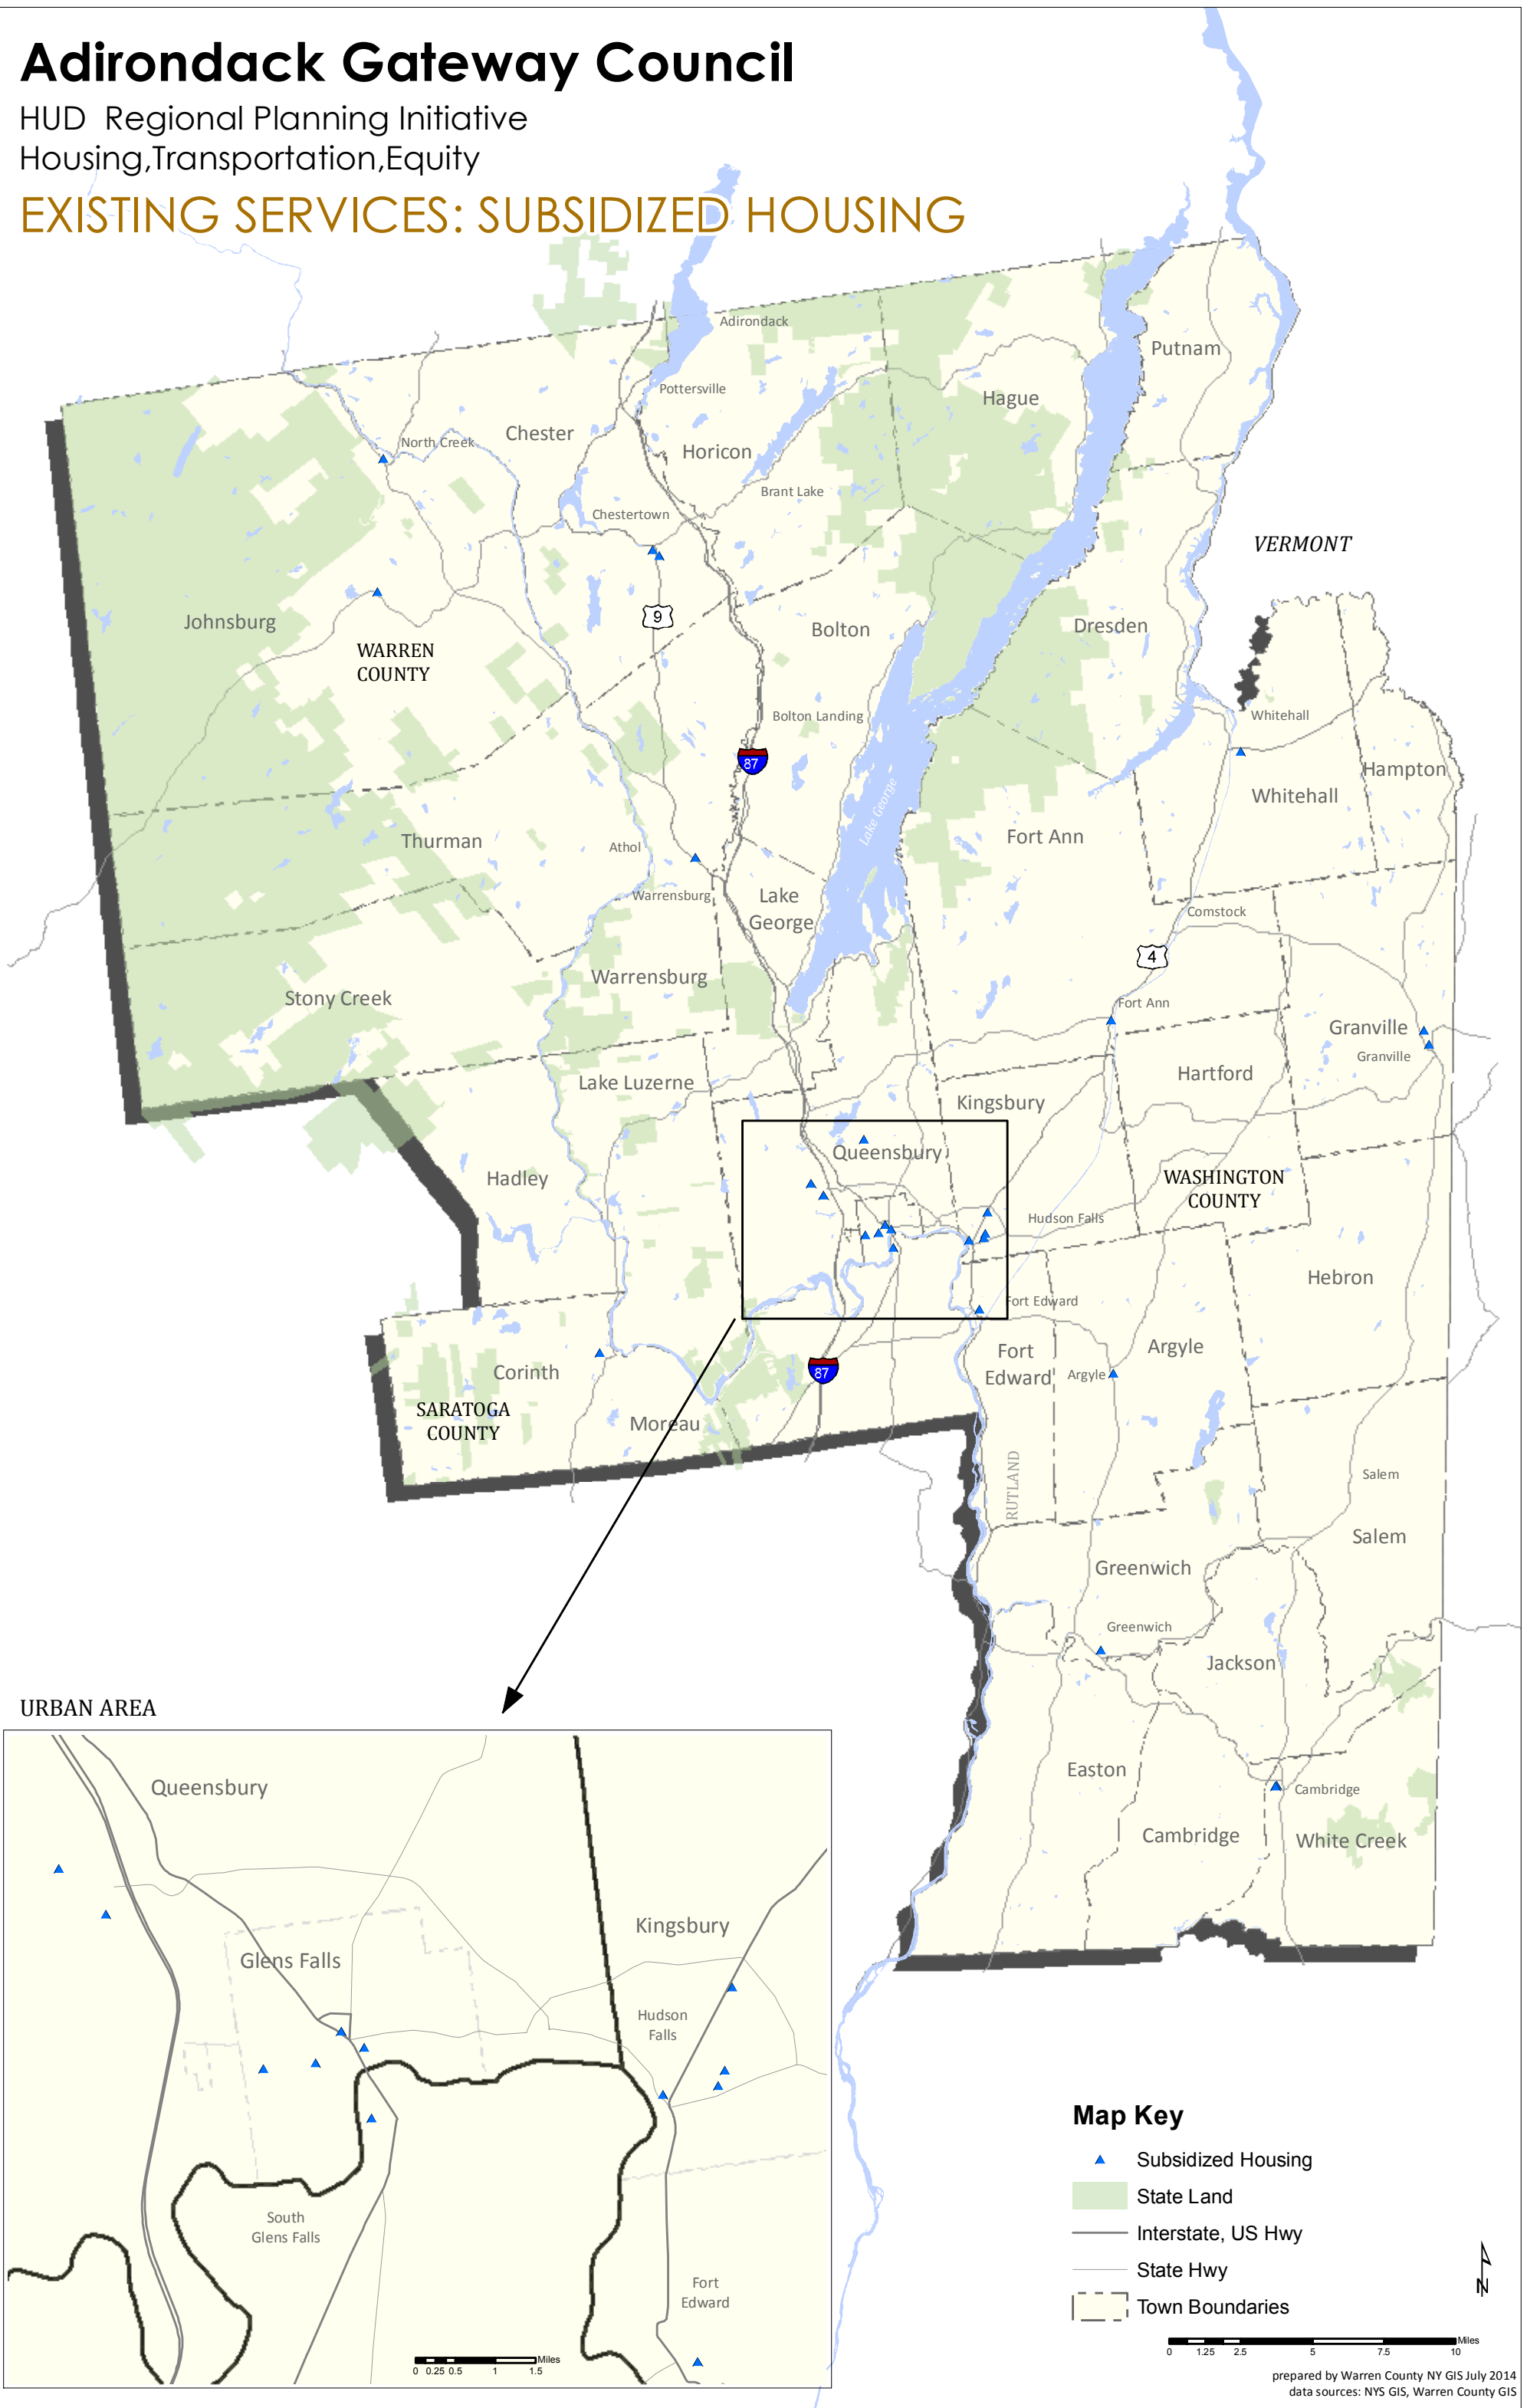 Adirondack Gateway Council
HUD Regional Planning Initiative
Housing,Transportation,Equity
EXISTING SERVICES: SUBSIDIZED HOUSING
Adirondack
Putnam
Pottersville
Hague
North Creek
Chester
Horicon
Brant Lake
Chestertown
VERMONT
9
Johnsburg
Bolton
Dresden
WARREN
COUNTY
Bolton Landing
Whitehall
87
Hampton
Whitehall
Lake George
Thurman
Athol
Fort Ann
Warrensburg
Lake
George
Comstock
4
Warrensburg
Stony Creek
Fort Ann
Granville
Granville
Lake Luzerne
Hartford
Kingsbury
Queensbury
Hadley
WASHINGTON
COUNTY
Hudson Falls
Hebron
Fort Edward
Argyle
Fort
Edward
Argyle
Corinth
87
SARATOGA
COUNTY
Moreau
RUTLAND
Salem
Salem
Greenwich
Greenwich
Jackson
Easton
Cambridge
Cambridge
White Creek
URBAN AREA
Queensbury
Kingsbury
Glens Falls
Hudson
Falls
South
Glens Falls
Fort
Edward
Miles
0 0.25 0.5 1 1.5
Map Key
Subsidized Housing
State Land
Interstate, US Hwy
State Hwy
Town Boundaries
N
Miles
0 1.25 2.5 5 7.5 10
prepared by Warren County NY GIS July 2014
data sources: NYS GIS, Warren County GIS